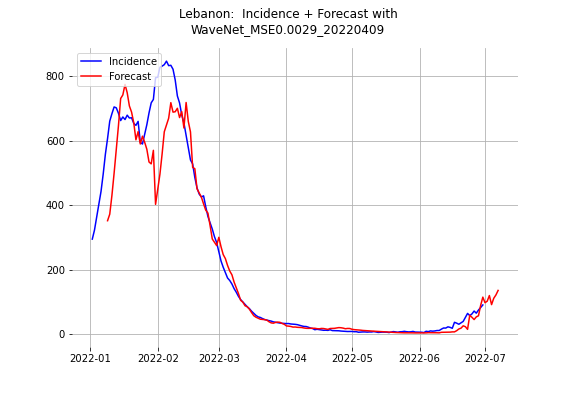 Lebanon:  Incidence + Forecast with
WaveNet_MSE0.0029_20220409
Incidence
Forecast
800
600
400
200
0
2022-01 2022-02 2022-03 2022-04 2022-05 2022-06 2022-07